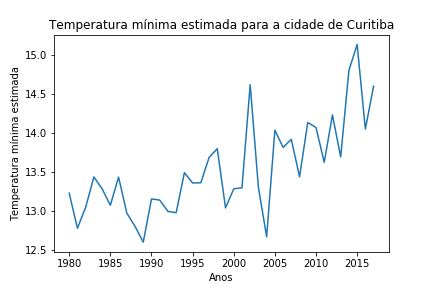 Temperatura mínima estimada para a cidade de Curitiba
Temperatura mínima estimada
15.0
14.5
14.0
13.5
13.0
12.5
1980 1985 1989 1995 2000 2005 2010 2015
Anos